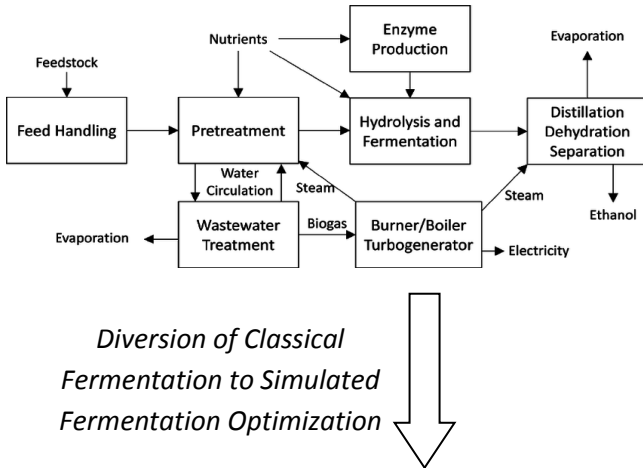 Nutrients
Enzyme
Production
Evaporation
Feedstock
Feed Handling
Pretreatment
Hydrolysis and
Fermentation
Distillation
Dehydration
Separation
Water
Circulation
Steam
Steam
Evaporation
Wastewater
Treatment
Biogas
Burner/Boiler
Turbogenerator
Electricity
Ethanol
Diversion of Classical
Fermentation to Simulated
Fermentation Optimization